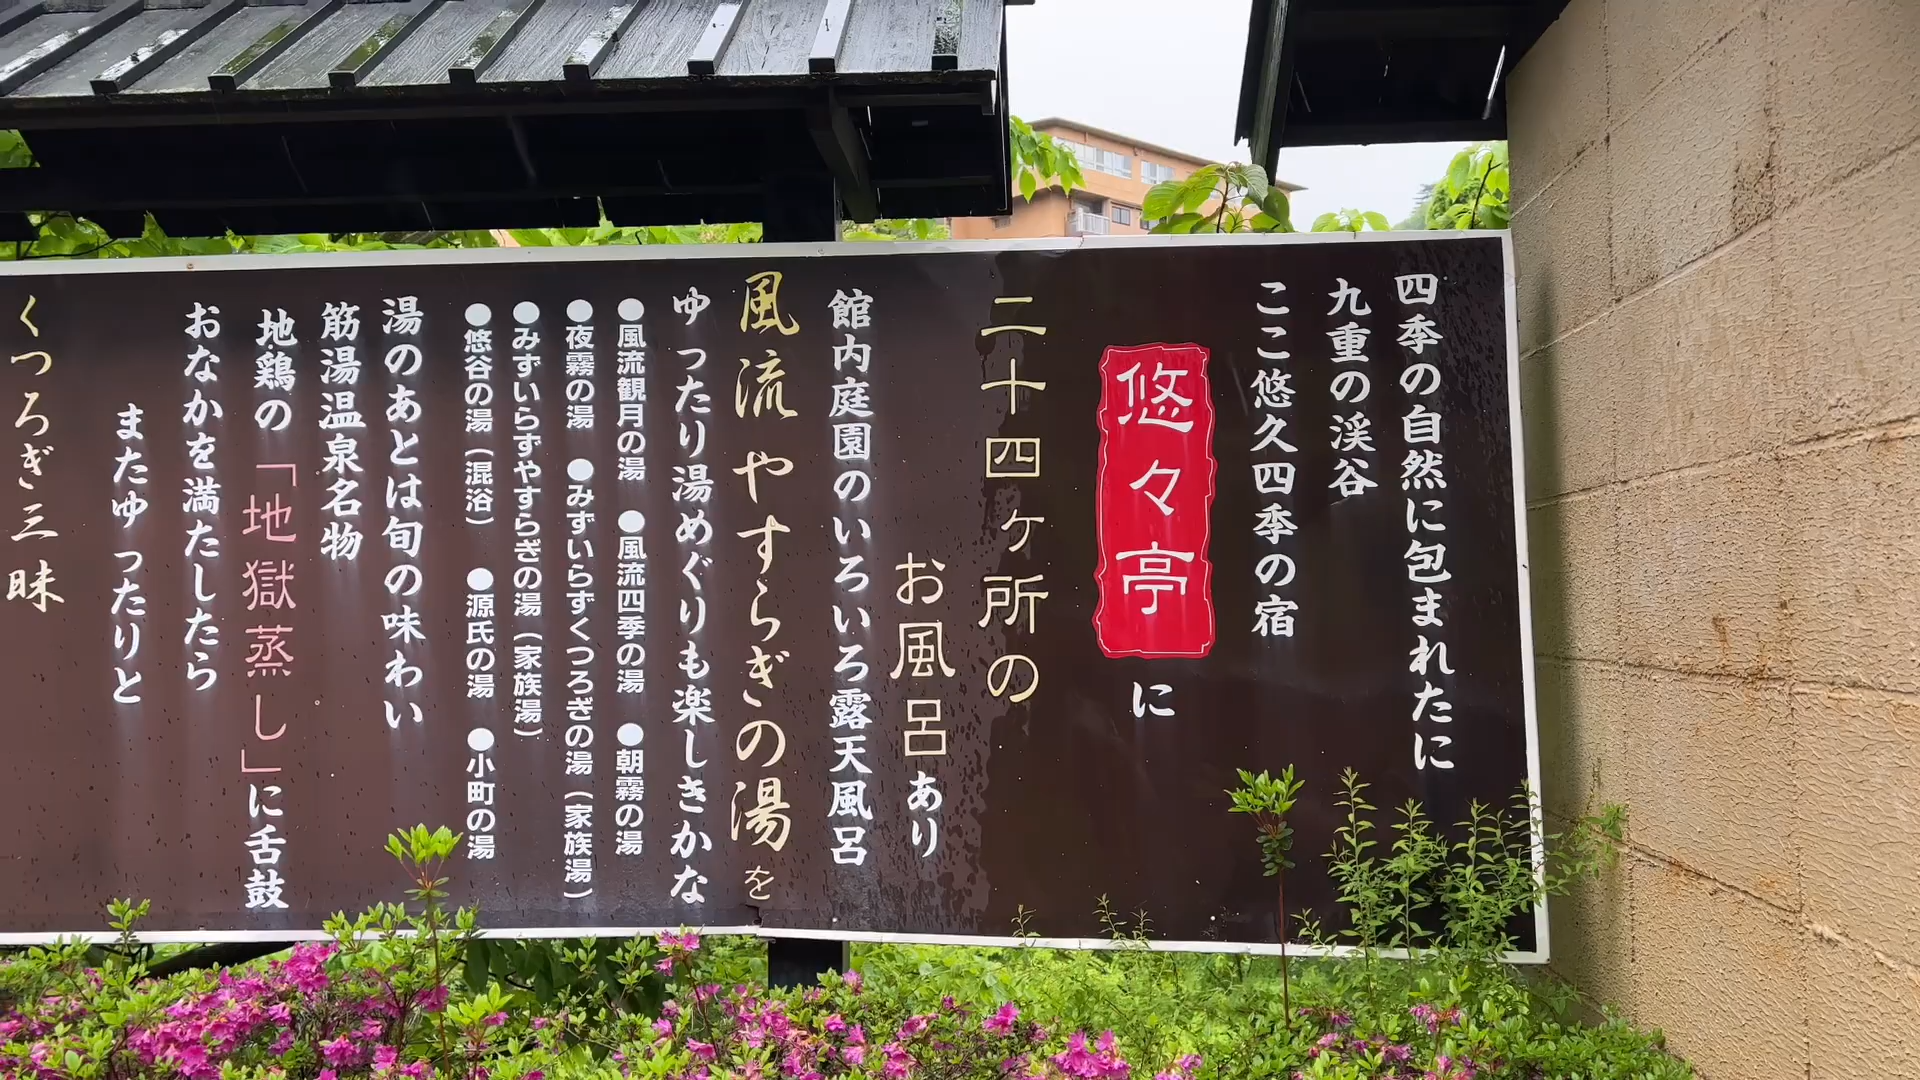 四季の自然に包まれたに
九重の渓谷
ここ悠久四季の宿
悠々亭に
二十四ヶ所の
お風呂あり
館内庭園のいろいろ露天風呂
風流やすらぎの湯を
ゆったり湯めぐりも楽しきかな
●風流観月の湯 ●風流四季の湯 ●朝霧の湯
●夜霧の湯 ●みずいらずくつろぎの湯（家族湯）
●みずいらずやすらぎの湯（家族湯）
●悠谷の湯（混浴） ●源氏の湯 ●小町の湯
湯のあとは旬の味わい
筋湯温泉名物
地鶏の「地獄蒸し」に舌鼓
おなかを満たしたら
またゆったりと
くつろぎ三昧